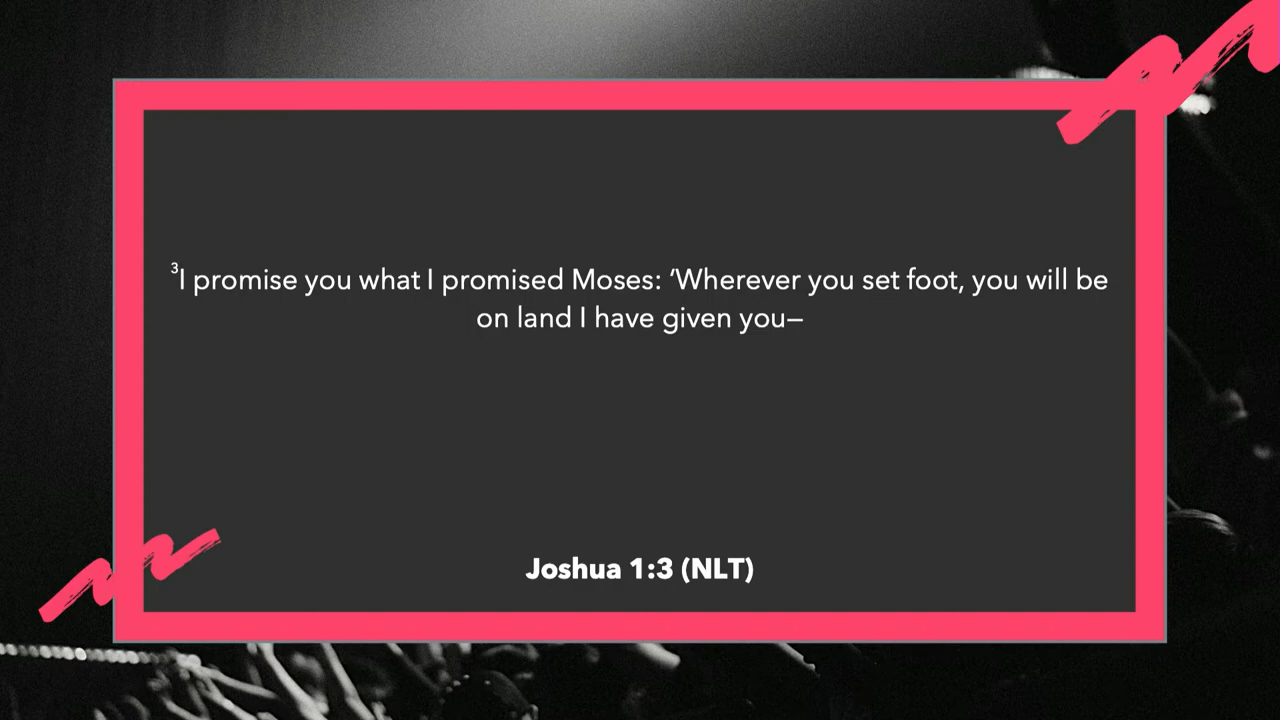 ³I promise you what I promised Moses: ‘Wherever you set foot, you will be
on land I have given you—
Joshua 1:3 (NLT)